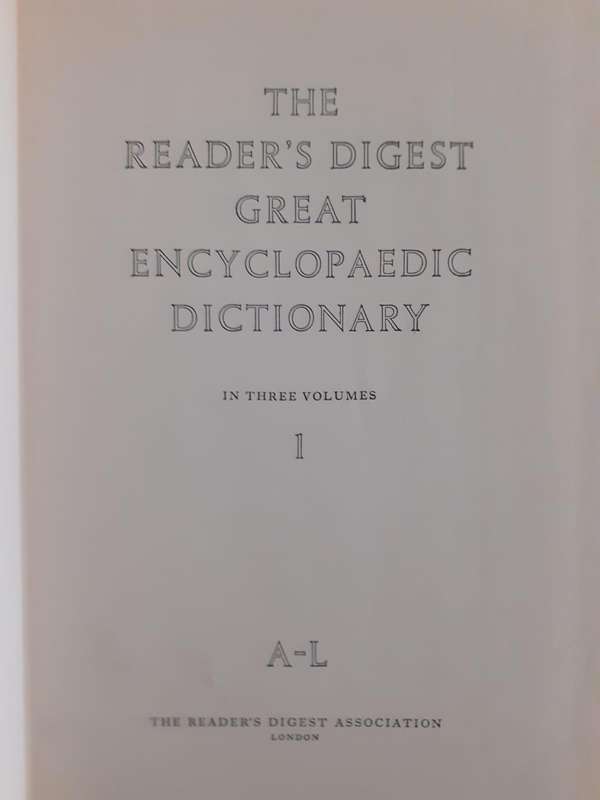 THE
READER'S DIGEST
GREAT
ENCYCLOPAEDIC
DICTIONARY
IN THREE VOLUMES
1
A-L
THE READER'S DIGEST ASSOCIATION
LONDON